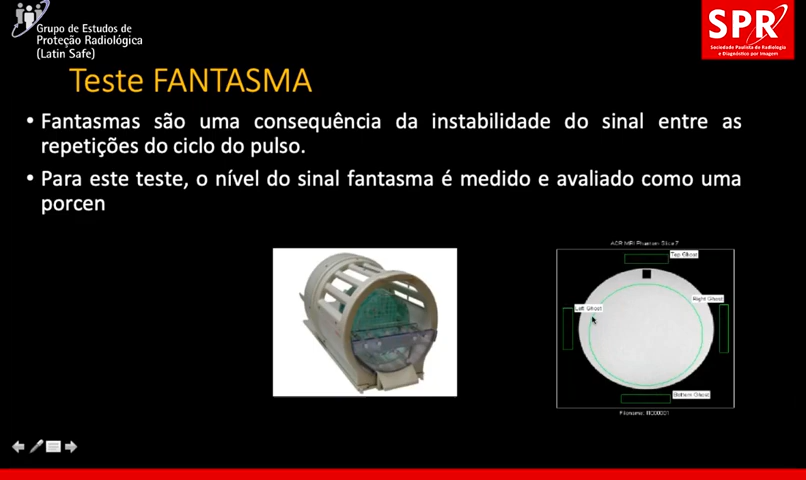 Grupo de Estudos de
Proteção Radiológica
(Latin Safe)
SPR
Sociedade Paulista de Radiologia
e Diagnóstico por Imagem
Teste FANTASMA
• Fantasmas são uma consequência da instabilidade do sinal entre as
repetições do ciclo do pulso.
• Para este teste, o nível do sinal fantasma é medido e avaliado como uma
porcen
ACR MRI Phantom Slice 7
Top Ghost
Left Ghost
Right Ghost
Bottom Ghost
Filename: